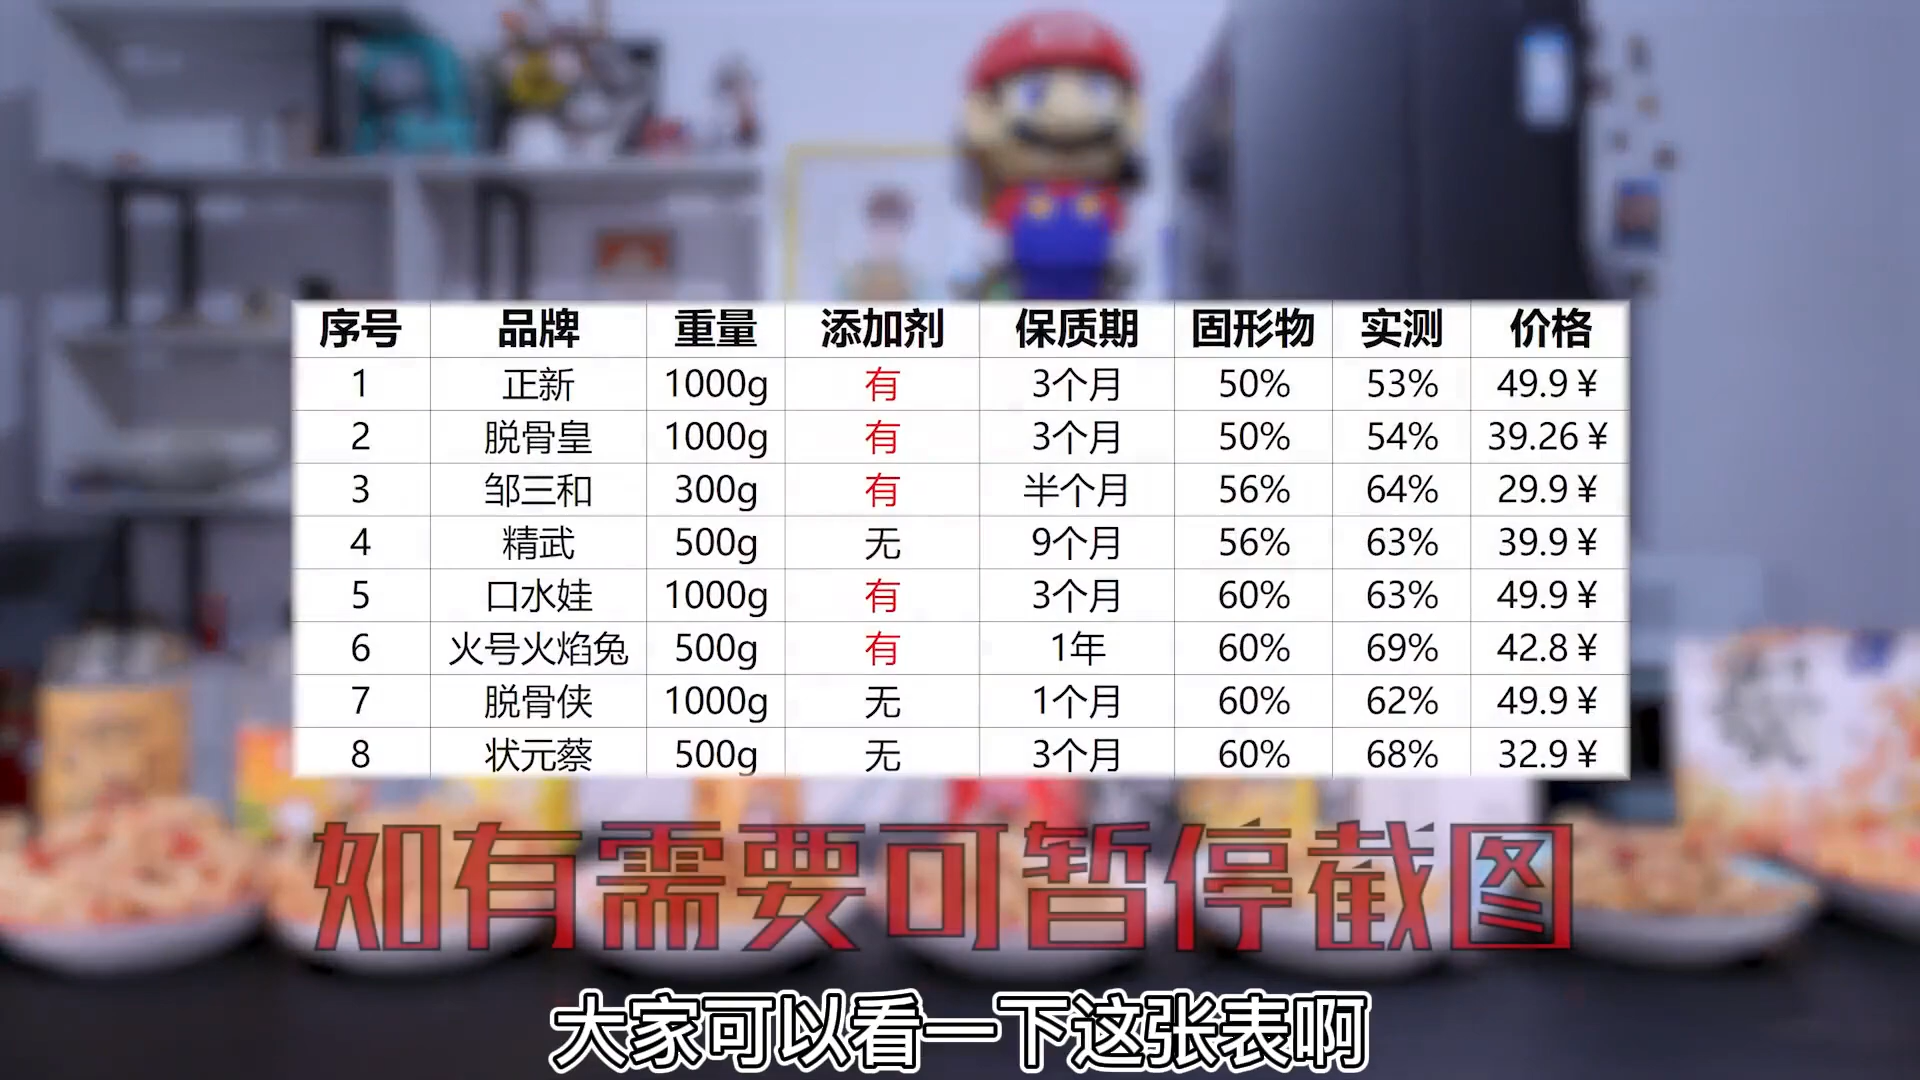 序号 品牌 重量 添加剂 保质期 固形物 实测 价格
1 正新 1000g 有 3个月 50% 53% 49.9¥
2 脱骨皇 1000g 有 3个月 50% 54% 39.26¥
3 邹三和 300g 有 半个月 56% 64% 29.9¥
4 精武 500g 无 9个月 56% 63% 39.9¥
5 口水娃 1000g 有 3个月 60% 63% 49.9¥
6 火号火焰兔 500g 有 1年 60% 69% 42.8¥
7 脱骨侠 1000g 无 1个月 60% 62% 49.9¥
8 状元蔡 500g 无 3个月 60% 68% 32.9¥
如有需要可暂停截图
大家可以看一下这张表啊